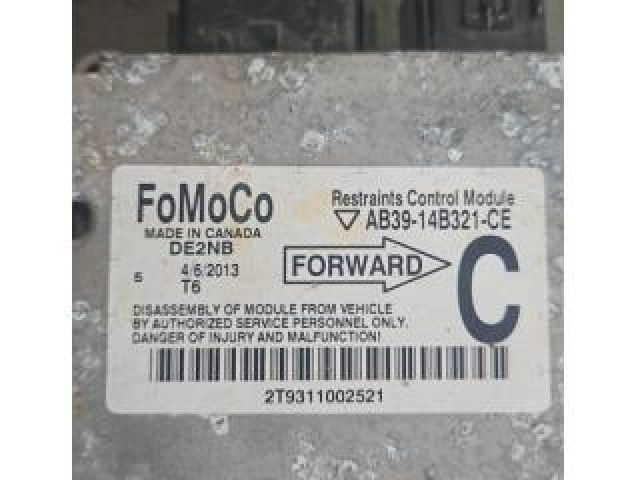 FoMoCo
MADE IN CANADA
DE2NB
Restraints Control Module
AB39-14B321-CE
5
4/6/2013
T6
FORWARD
C
DISASSEMBLY OF MODULE FROM VEHICLE
BY AUTHORIZED SERVICE PERSONNEL ONLY.
DANGER OF INJURY AND MALFUNCTION!
2T9311002521